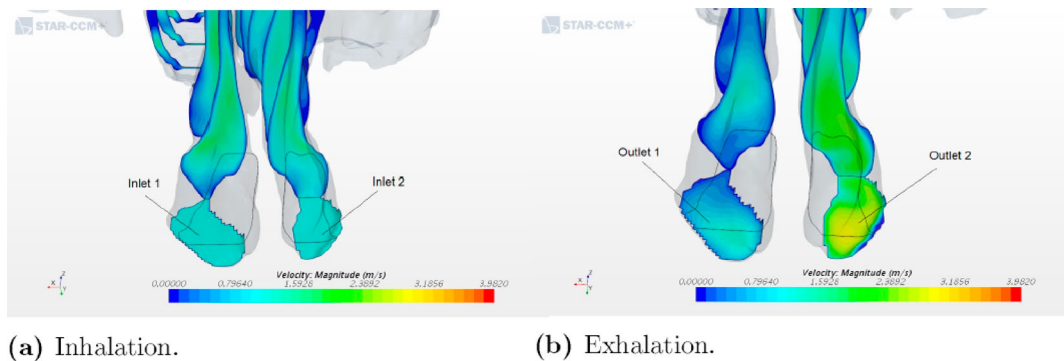 STAR-CCM+
Inlet 1
Inlet 2
Velocity: Magnitude (m/s)
0.00000 0.79640 1.5928 2.3892 3.1856 3.9820
Z
X
Y
(a) Inhalation.
STAR-CCM+
Outlet 1
Outlet 2
Velocity: Magnitude (m/s)
0.00000 0.79640 1.5928 2.3892 3.1856 3.9820
Z
X
Y
(b) Exhalation.